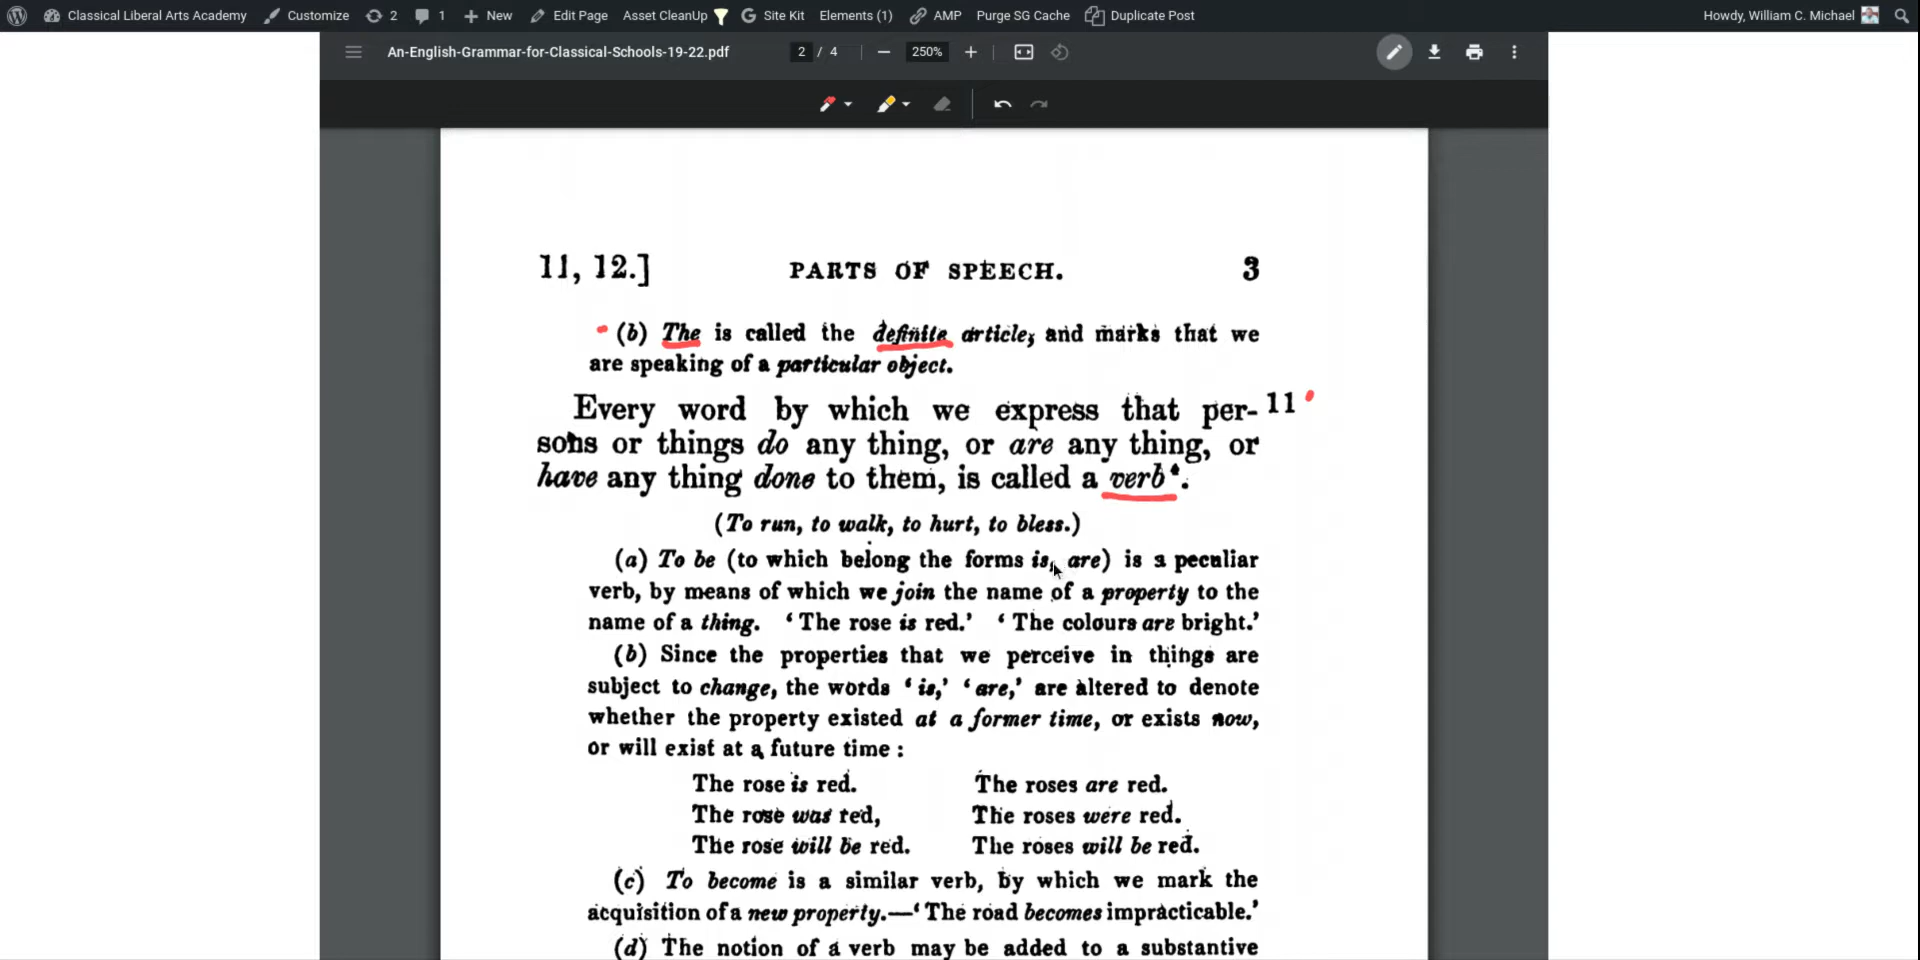 Classical Liberal Arts Academy Customize 2 1 New Edit Page Asset CleanUp Site Kit Elements (1) AMP Purge SG Cache Duplicate Post Howdy, William C. Michael
An-English-Grammar-for-Classical-Schools-19-22.pdf 2 / 4 250%
11, 12.] PARTS OF SPEECH. 3
(b) The is called the definite article, and marks that we
are speaking of a particular object.
Every word by which we express that per- 11
sons or things do any thing, or are any thing, or
have any thing done to them, is called a verb⁴.
(To run, to walk, to hurt, to bless.)
(a) To be (to which belong the forms is, are) is a peculiar
verb, by means of which we join the name of a property to the
name of a thing. ‘The rose is red.’ ‘The colours are bright.’
(b) Since the properties that we perceive in things are
subject to change, the words ‘is,’ ‘are,’ are altered to denote
whether the property existed at a former time, or exists now,
or will exist at a future time :
The rose is red. The roses are red.
The rose was red, The roses were red.
The rose will be red. The roses will be red.
(c) To become is a similar verb, by which we mark the
acquisition of a new property.—‘The road becomes impracticable.’
(d) The notion of a verb may be added to a substantive